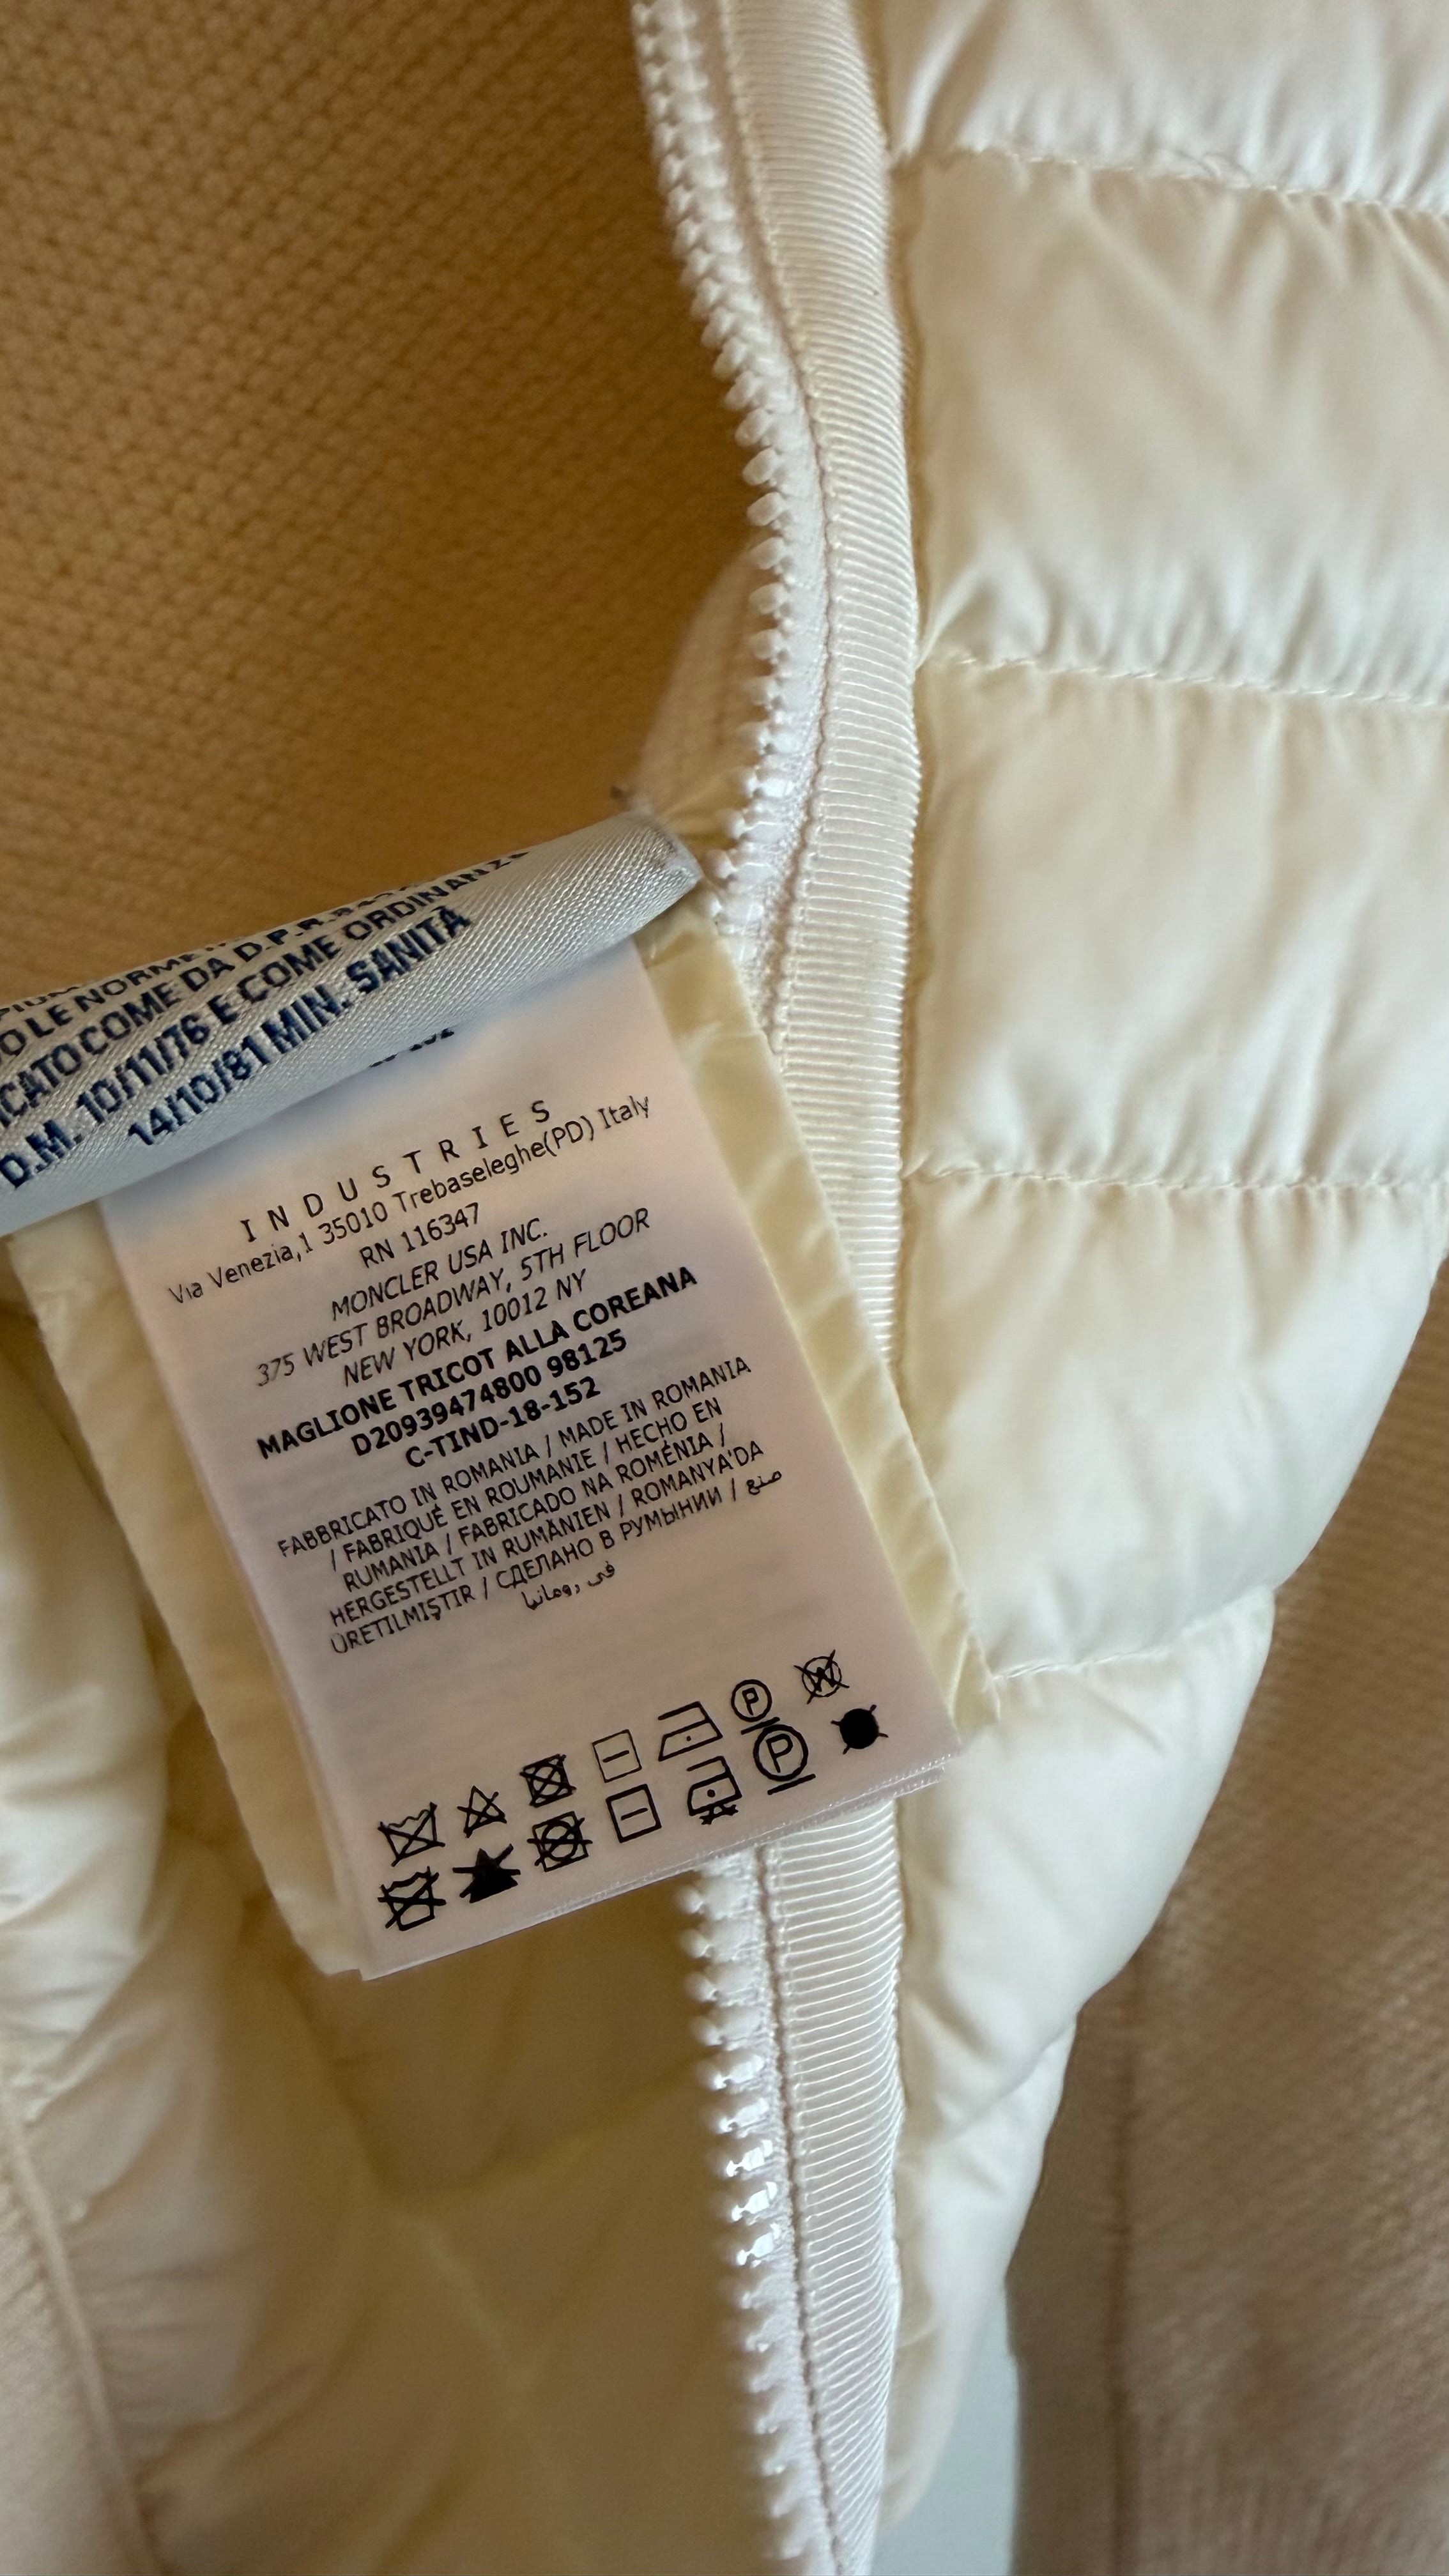 LE NORME
CATO COME DA D.P.R.
D.M. 10/11/76 E COME ORDINANZA
14/10/81 MIN. SANITÀ
INDUSTRIES
Via Venezia,1 35010 Trebaseleghe(PD) Italy
RN 116347
MONCLER USA INC.
375 WEST BROADWAY, 5TH FLOOR
NEW YORK, 10012 NY
MAGLIONE TRICOT ALLA COREANA
D20939474800 98125
C-TIND-18-152
FABBRICATO IN ROMANIA / MADE IN ROMANIA
/ FABRIQUÉ EN ROUMANIE / HECHO EN
RUMANIA / FABRICADO NA ROMÉNIA /
HERGESTELLT IN RUMÄNIEN / ROMANYA'DA
ÜRETILMIŞTIR / СДЕЛАНО В РУМЫНИИ / صنع
في رومانيا
P W
P